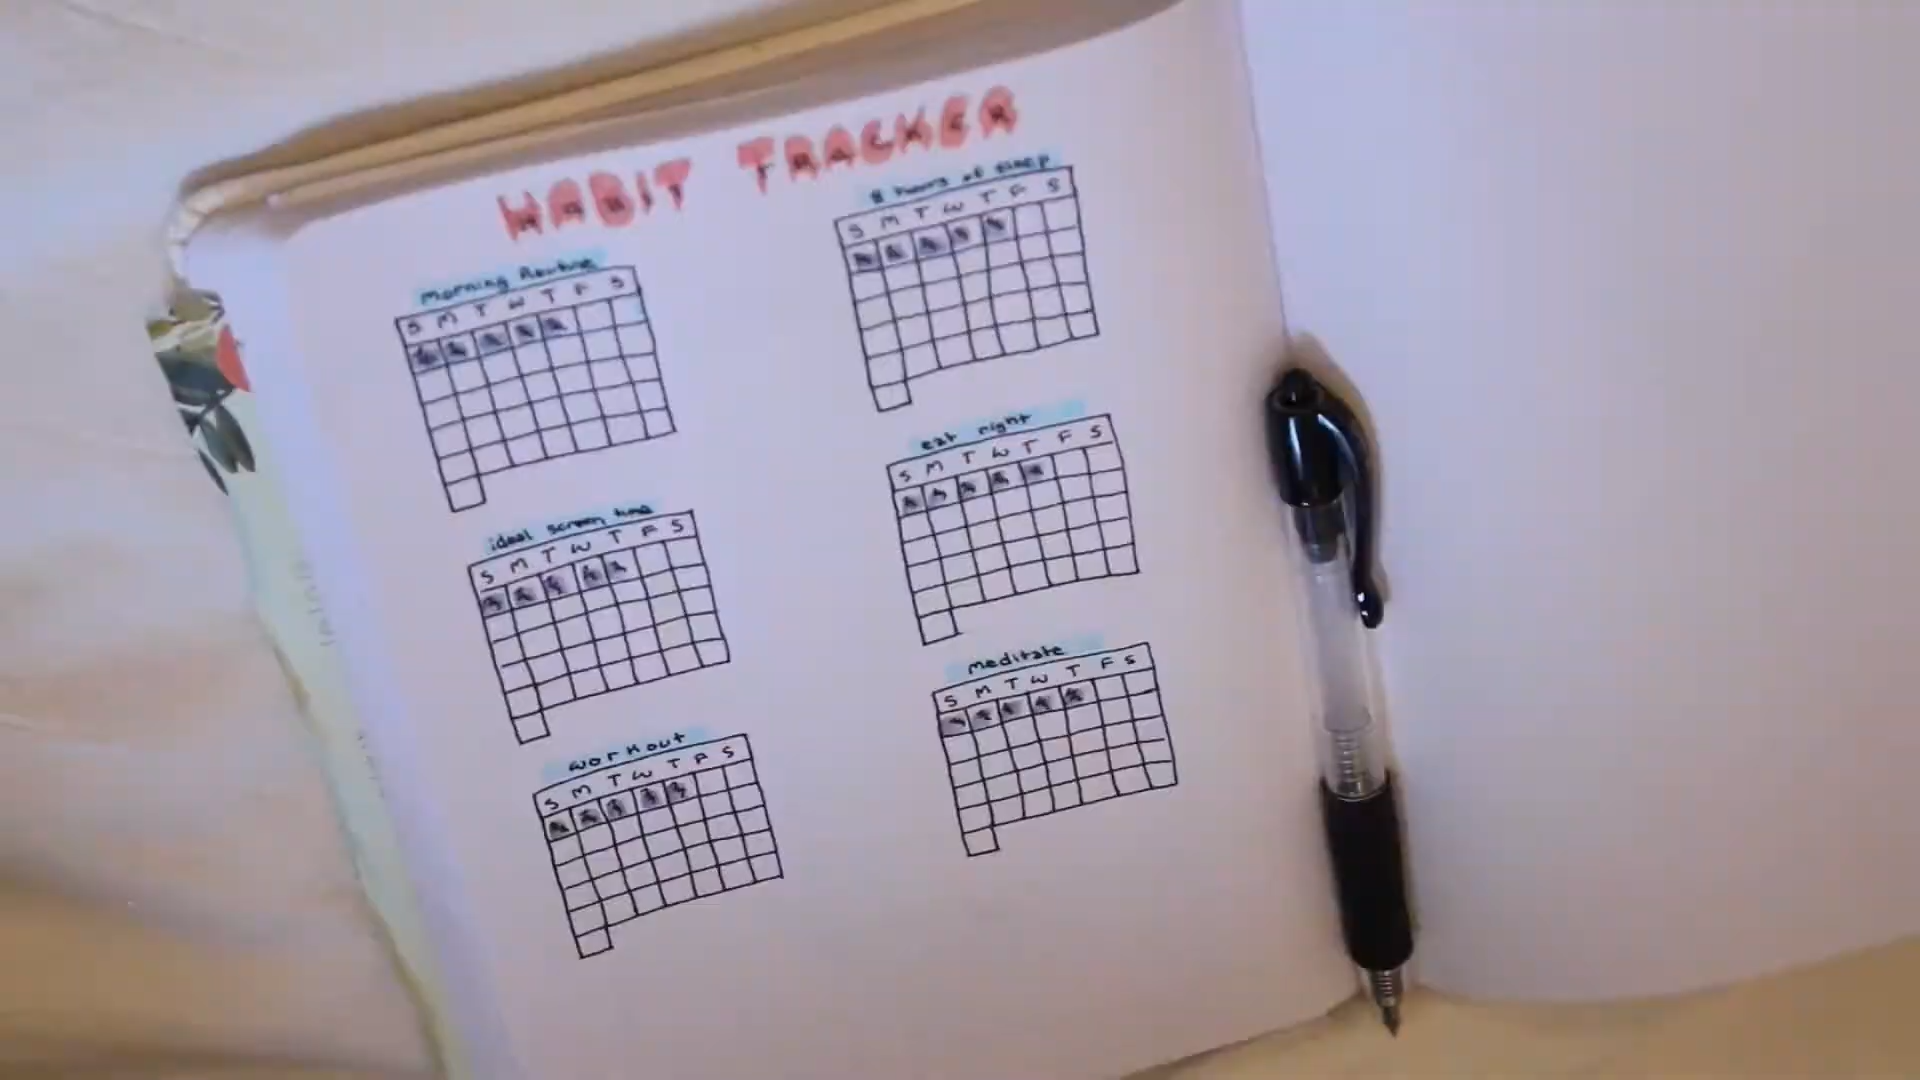 HABIT TRACKER
Morning Routine
S M T W T F S
ideal screen time
S M T W T F S
workout
S M T W T F S
8 hours of sleep
S M T W T F S
eat right
S M T W T F S
meditate
S M T W T F S